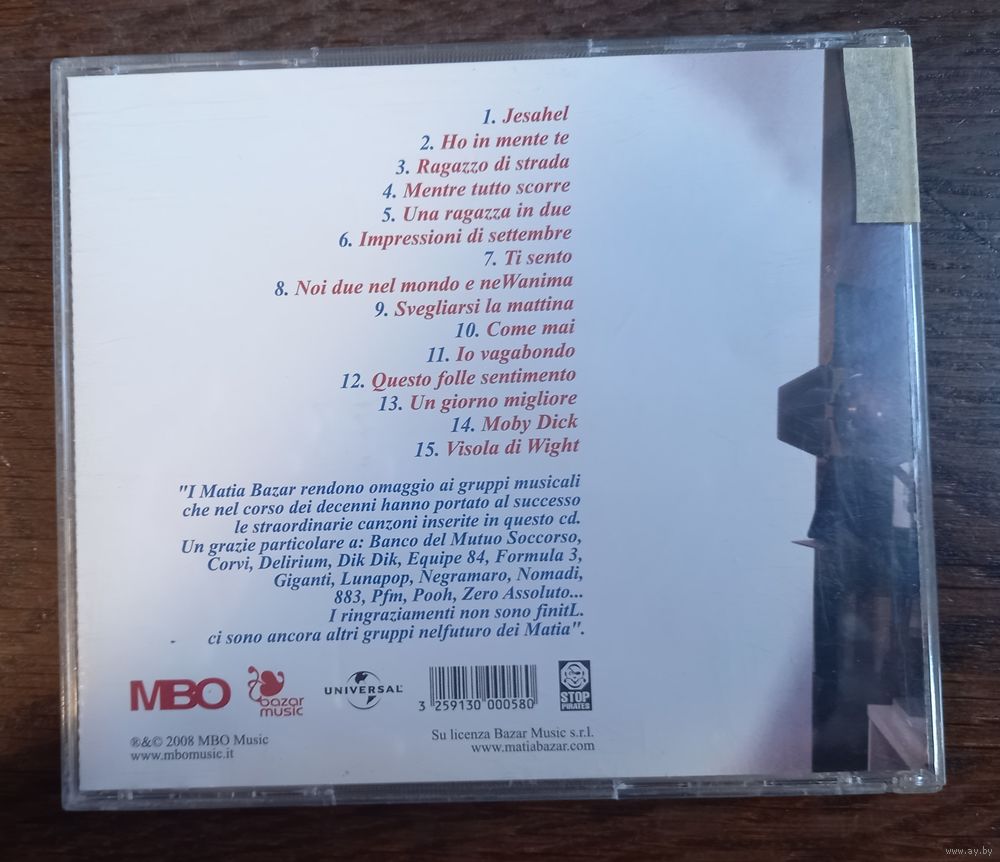 1. Jesahel
2. Ho in mente te
3. Ragazzo di strada
4. Mentre tutto scorre
5. Una ragazza in due
6. Impressioni di settembre
7. Ti sento
8. Noi due nel mondo e neWanima
9. Svegliarsi la mattina
10. Come mai
11. Io vagabondo
12. Questo folle sentimento
13. Un giorno migliore
14. Moby Dick
15. Visola di Wight
"I Matia Bazar rendono omaggio ai gruppi musicali
che nel corso dei decenni hanno portato al successo
le straordinarie canzoni inserite in questo cd.
Un grazie particolare a: Banco del Mutuo Soccorso,
Corvi, Delirium, Dik Dik, Equipe 84, Formula 3,
Giganti, Lunapop, Negramaro, Nomadi,
883, Pfm, Pooh, Zero Assoluto...
I ringraziamenti non sono finitL.
ci sono ancora altri gruppi nelfuturo dei Matia".
MBO
bazar
music
UNIVERSAL
3 259130 000580
STOP
PIRATES
®&© 2008 MBO Music
www.mbomusic.it
Su licenza Bazar Music s.r.l.
www.matiabazar.com
www.ay.by